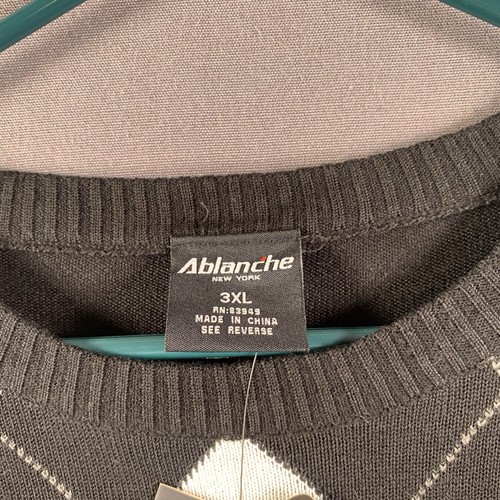 Ablanche
NEW YORK
3XL
RN:83949
MADE IN CHINA
SEE REVERSE